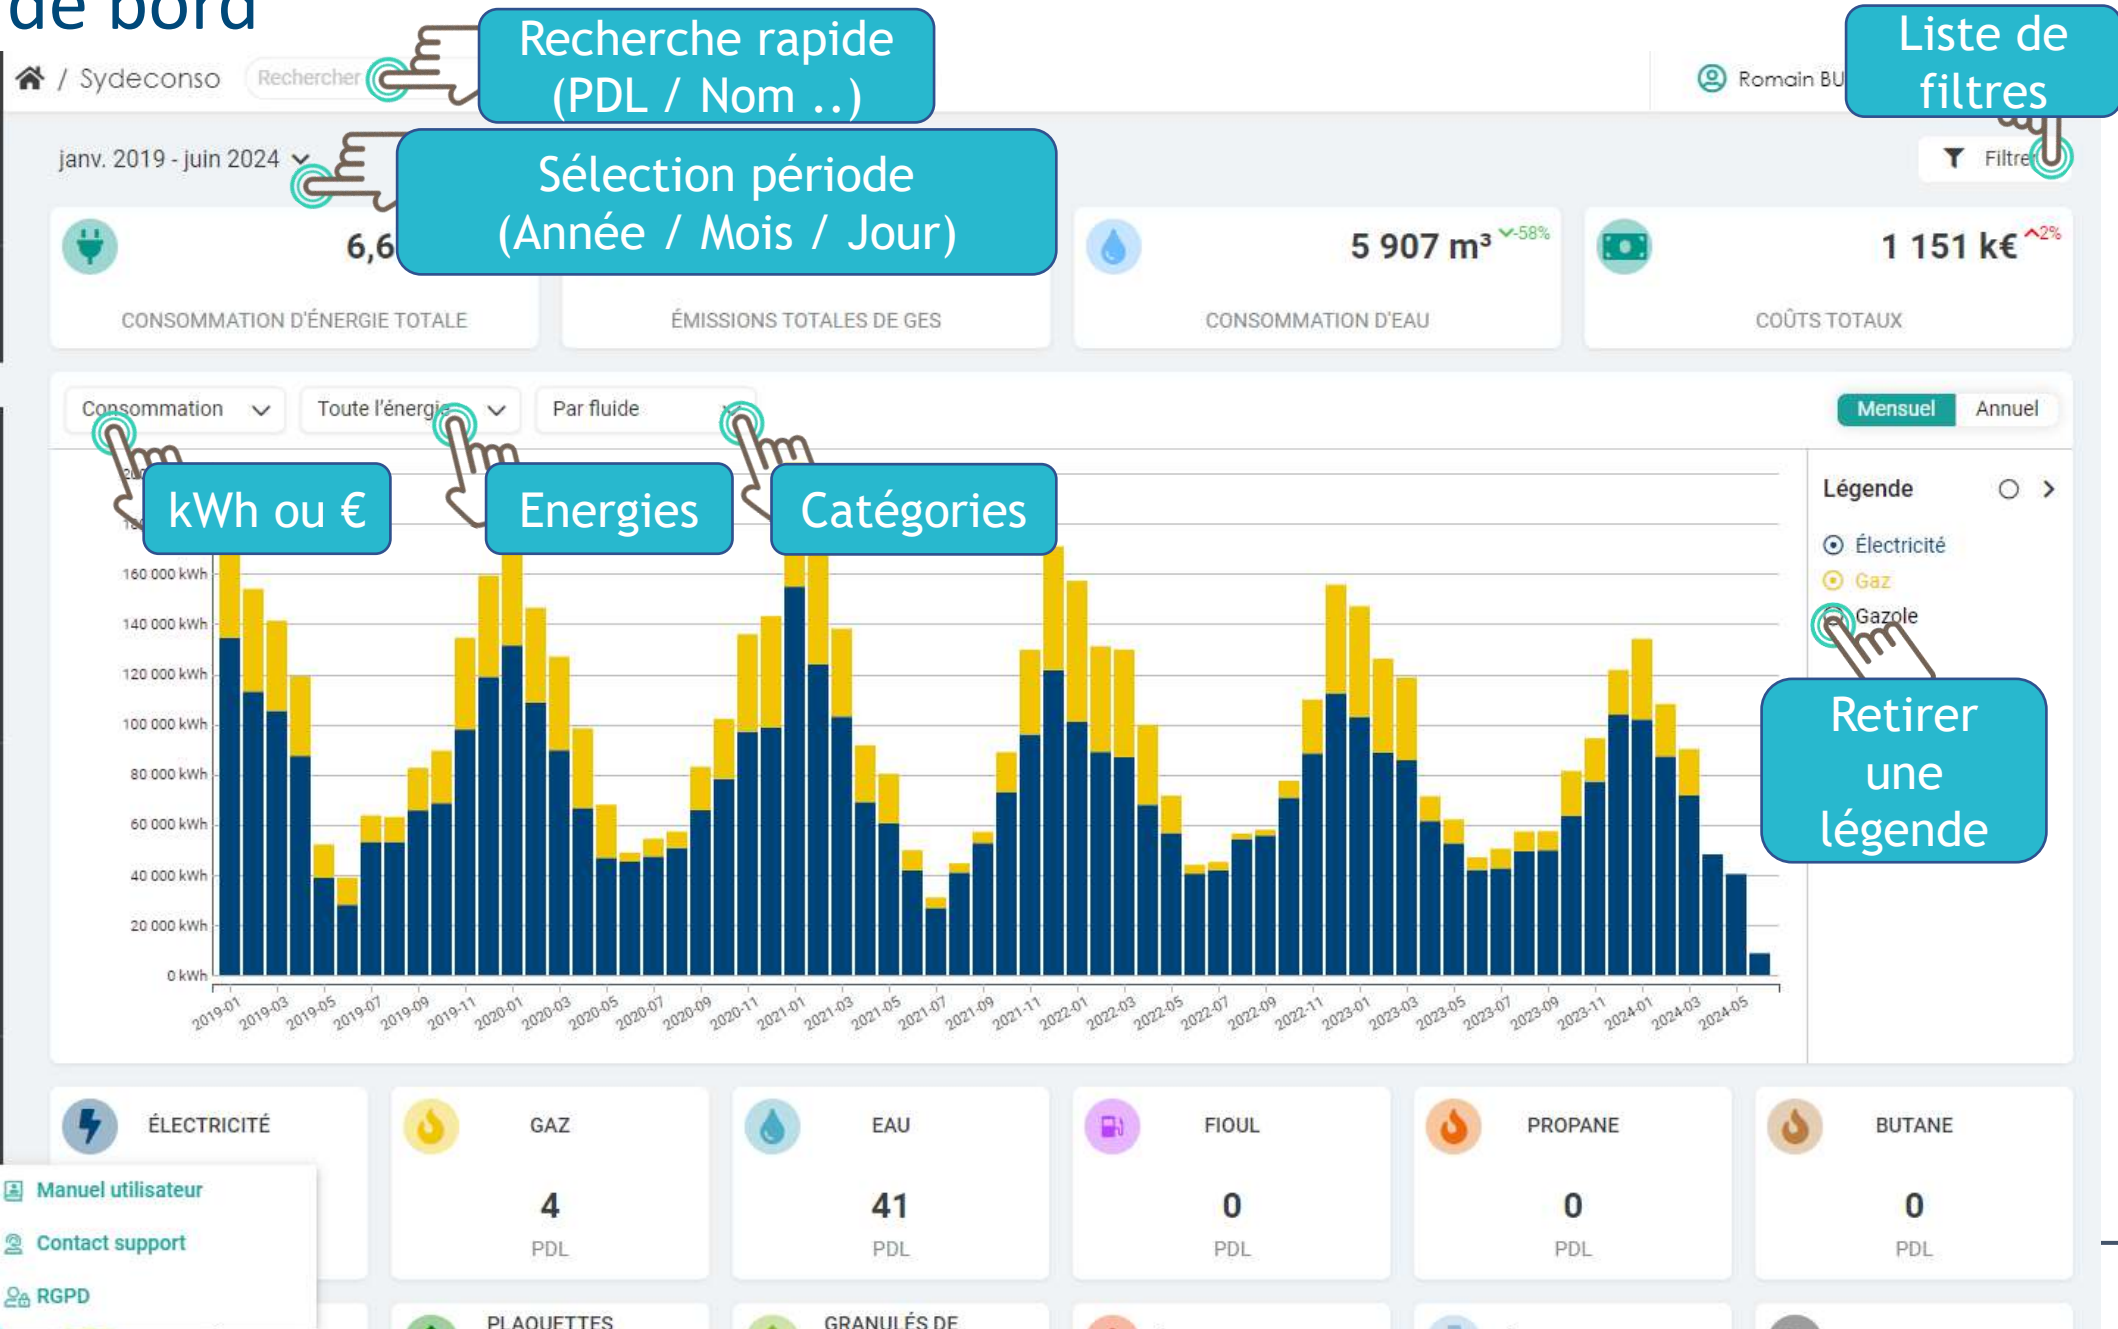 de bord
/ Sydeconso
Rechercher
Recherche rapide
(PDL / Nom ..)
Romain BU
Liste de
filtres
janv. 2019 - juin 2024
Sélection période
(Année / Mois / Jour)
Filtrer
6,6
CONSOMMATION D'ÉNERGIE TOTALE
ÉMISSIONS TOTALES DE GES
5 907 m³ -58%
CONSOMMATION D'EAU
1 151 k€ 2%
COÛTS TOTAUX
Consommation
Toute l'énergie
Par fluide
Mensuel
Annuel
kWh ou €
Energies
Catégories
Légende
Électricité
Gaz
Gazole
Retirer
une
légende
160 000 kWh
140 000 kWh
120 000 kWh
100 000 kWh
80 000 kWh
60 000 kWh
40 000 kWh
20 000 kWh
0 kWh
2019-01 2019-03 2019-05 2019-07 2019-09 2019-11 2020-01 2020-03 2020-05 2020-07 2020-09 2020-11 2021-01 2021-03 2021-05 2021-07 2021-09 2021-11 2022-01 2022-03 2022-05 2022-07 2022-09 2022-11 2023-01 2023-03 2023-05 2023-07 2023-09 2023-11 2024-01 2024-03 2024-05
ÉLECTRICITÉ
GAZ
4
PDL
EAU
41
PDL
FIOUL
0
PDL
PROPANE
0
PDL
BUTANE
0
PDL
Manuel utilisateur
Contact support
RGPD
PLAQUETTES
GRANULÉS DE